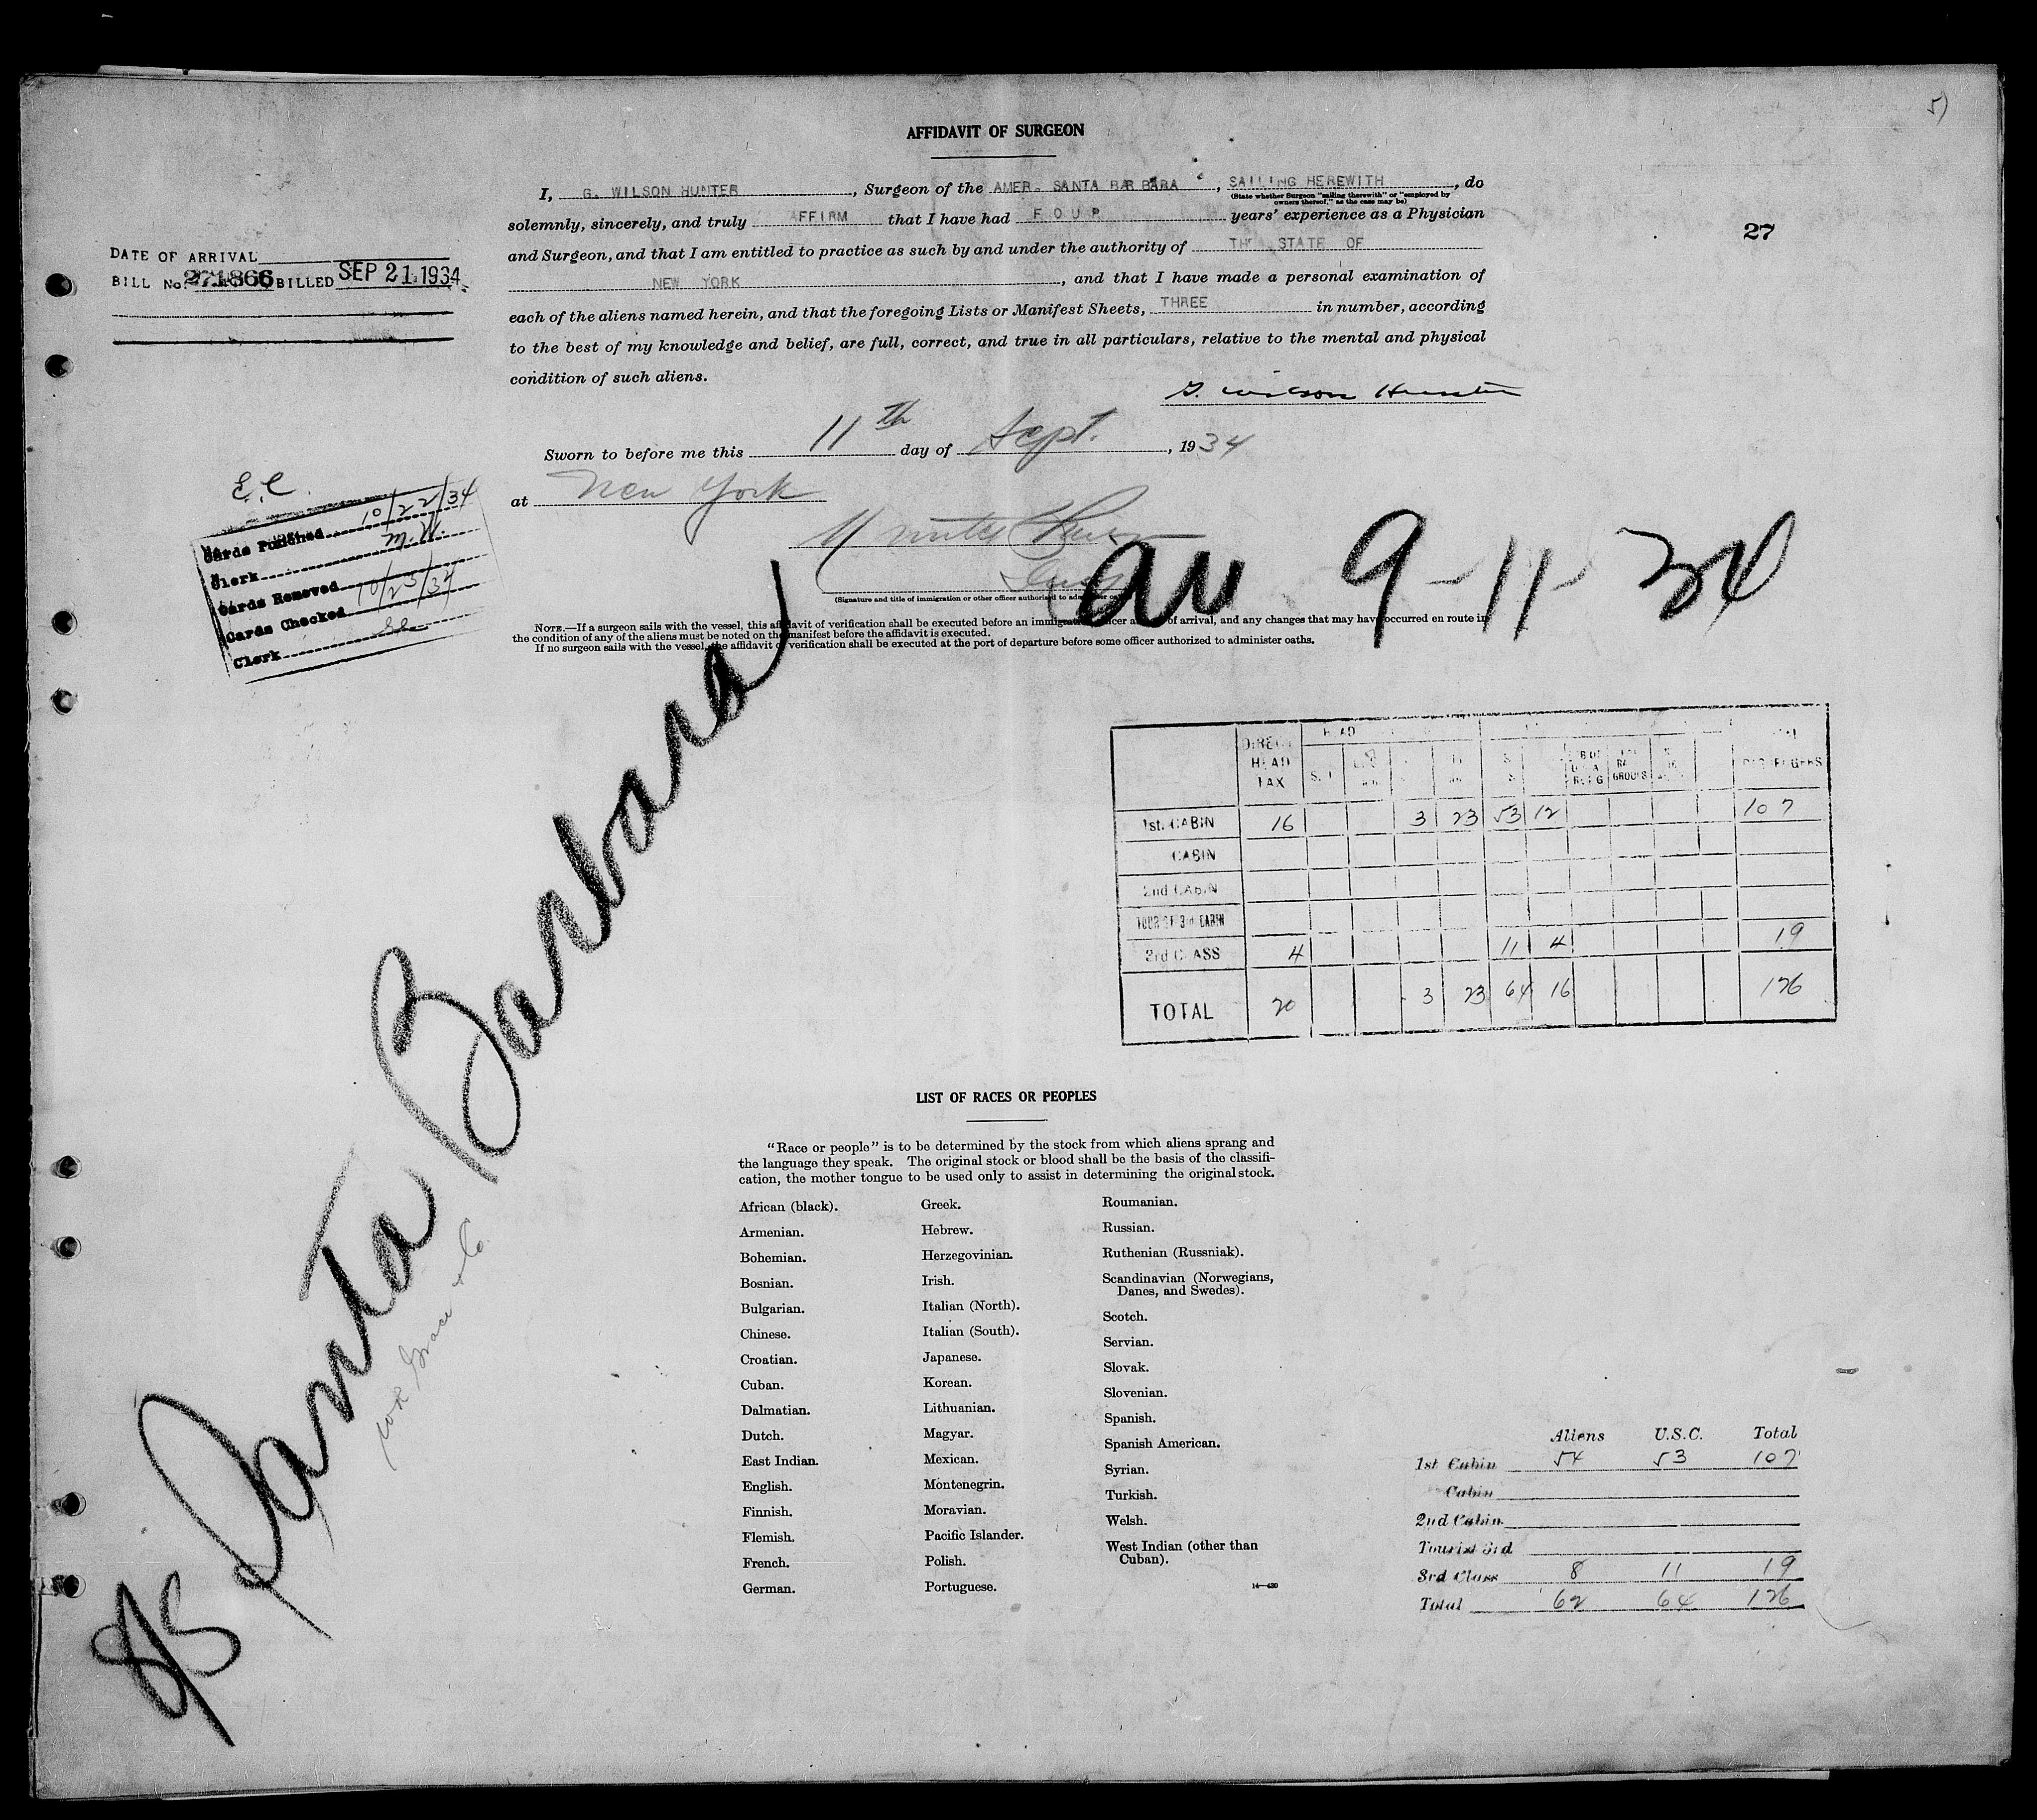 5)
AFFIDAVIT OF SURGEON
I, G. WILSON HUNTER, Surgeon of the AMER. SANTA BARBARA, SAILING HEREWITH, do
(State whether Surgeon "sailing therewith" or "employed by owners thereof," as the case may be)
solemnly, sincerely, and truly AFFIRM that I have had FOUR years' experience as a Physician
and Surgeon, and that I am entitled to practice as such by and under the authority of THE STATE OF
NEW YORK, and that I have made a personal examination of
each of the aliens named herein, and that the foregoing Lists or Manifest Sheets, THREE in number, according
to the best of my knowledge and belief, are full, correct, and true in all particulars, relative to the mental and physical
condition of such aliens.
G. Wilson Hunter
27
DATE OF ARRIVAL
BILL No. 271866 BILLED SEP 21 1934
Sworn to before me this 11th day of Sept., 1934
at New York
(Signature and title of immigration or other officer authorized to administer oaths)
E.C.
Cards Punched 10/22/34
Clerk M.W.
Cards Removed
Cards Checked 10/23/34
Clerk
arr 9-11-34
NOTE.—If a surgeon sails with the vessel, this affidavit of verification shall be executed before an immigration officer at port of arrival, and any changes that may have occurred en route in
the condition of any of the aliens must be noted on the manifest before the affidavit is executed.
If no surgeon sails with the vessel, the affidavit of verification shall be executed at the port of departure before some officer authorized to administer oaths.
S/S Santa Barbara
WR Grace & Co.
DIRECT HEAD TAX HEAD GROUPS PASSENGERS
1st. CABIN 16 3 23 53 12 107
CABIN
2nd CABIN
TOURIST 3rd CABIN
3rd CLASS 4 11 4 19
TOTAL 20 3 23 64 16 126
LIST OF RACES OR PEOPLES
"Race or people" is to be determined by the stock from which aliens sprang and
the language they speak. The original stock or blood shall be the basis of the classifi-
cation, the mother tongue to be used only to assist in determining the original stock.
African (black).
Armenian.
Bohemian.
Bosnian.
Bulgarian.
Chinese.
Croatian.
Cuban.
Dalmatian.
Dutch.
East Indian.
English.
Finnish.
Flemish.
French.
German.
Greek.
Hebrew.
Herzegovinian.
Irish.
Italian (North).
Italian (South).
Japanese.
Korean.
Lithuanian.
Magyar.
Mexican.
Montenegrin.
Moravian.
Pacific Islander.
Polish.
Portuguese.
Roumanian.
Russian.
Ruthenian (Russniak).
Scandinavian (Norwegians,
Danes, and Swedes).
Scotch.
Servian.
Slovak.
Slovenian.
Spanish.
Spanish American.
Syrian.
Turkish.
Welsh.
West Indian (other than
Cuban).
14—430
Aliens U.S.C. Total
1st Cabin 54 53 107
Cabin
2nd Cabin
Tourist 3rd
3rd Class 8 11 19
Total 62 64 126